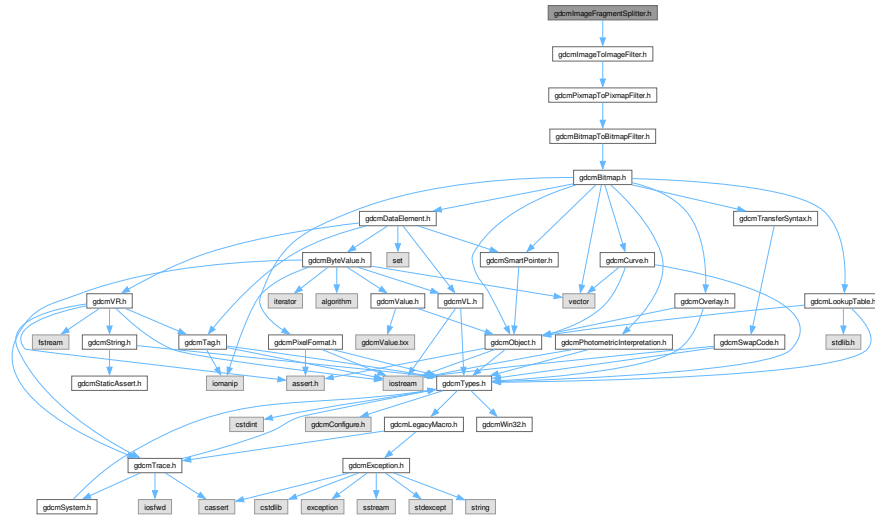 gdcmImageFragmentSplitter.h
gdcmImageToImageFilter.h
gdcmPixmapToPixmapFilter.h
gdcmBitmapToBitmapFilter.h
gdcmBitmap.h
gdcmDataElement.h
gdcmTransferSyntax.h
gdcmByteValue.h
set
gdcmSmartPointer.h
gdcmCurve.h
gdcmVR.h
iterator
algorithm
gdcmValue.h
gdcmVL.h
vector
gdcmOverlay.h
gdcmLookupTable.h
fstream
gdcmString.h
gdcmTag.h
gdcmPixelFormat.h
gdcmValue.txx
gdcmObject.h
gdcmPhotometricInterpretation.h
gdcmSwapCode.h
stdlib.h
gdcmStaticAssert.h
iomanip
assert.h
iostream
gdcmTypes.h
cstdint
gdcmConfigure.h
gdcmLegacyMacro.h
gdcmWin32.h
gdcmTrace.h
gdcmException.h
gdcmSystem.h
iosfwd
cassert
cstdlib
exception
sstream
stdexcept
string